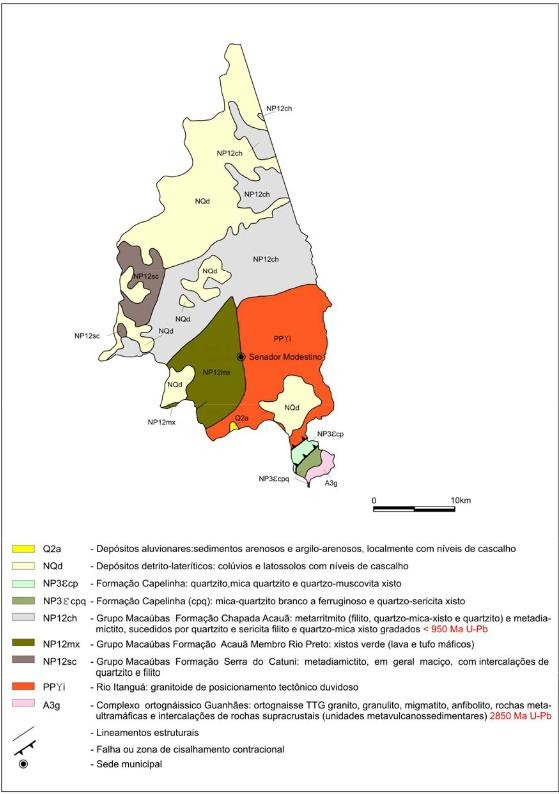 NP12ch
NP12ch
NP12ch
NQd
NP12ch
NQd
NP12sc
NQd
NQd
NP12sc
PPϒi
Senador Modestino
NP12mx
NQd
NQd
NP12mx
Q2a
NP3Ɛcp
NP3Ɛcpq
A3g
0 10km
Q2a - Depósitos aluvionares:sedimentos arenosos e argilo-arenosos, localmente com níveis de cascalho
NQd - Depósitos detrito-lateríticos: colúvios e latossolos com níveis de cascalho
NP3Ɛcp - Formação Capelinha: quartzito,mica quartzito e quartzo-muscovita xisto
NP3Ɛcpq - Formação Capelinha (cpq): mica-quartzito branco a ferruginoso e quartzo-sericita xisto
NP12ch - Grupo Macaúbas Formação Chapada Acauã: metarritmito (filito, quartzo-mica-xisto e quartzito) e metadia-
mictito, sucedidos por quartzito e sericita filito e quartzo-mica xisto gradados < 950 Ma U-Pb
NP12mx - Grupo Macaúbas Formação Acauã Membro Rio Preto: xistos verde (lava e tufo máficos)
NP12sc - Grupo Macaúbas Formação Serra do Catuni: metadiamictito, em geral maciço, com intercalações de
quartzito e filito
PPϒi - Rio Itanguá: granitoide de posicionamento tectônico duvidoso
A3g - Complexo ortognáissico Guanhães: ortognaisse TTG granito, granulito, migmatito, anfibolito, rochas meta-
ultramáficas e intercalações de rochas supracrustais (unidades metavulcanossedimentares) 2850 Ma U-Pb
- Lineamentos estruturais
- Falha ou zona de cisalhamento contracional
- Sede municipal